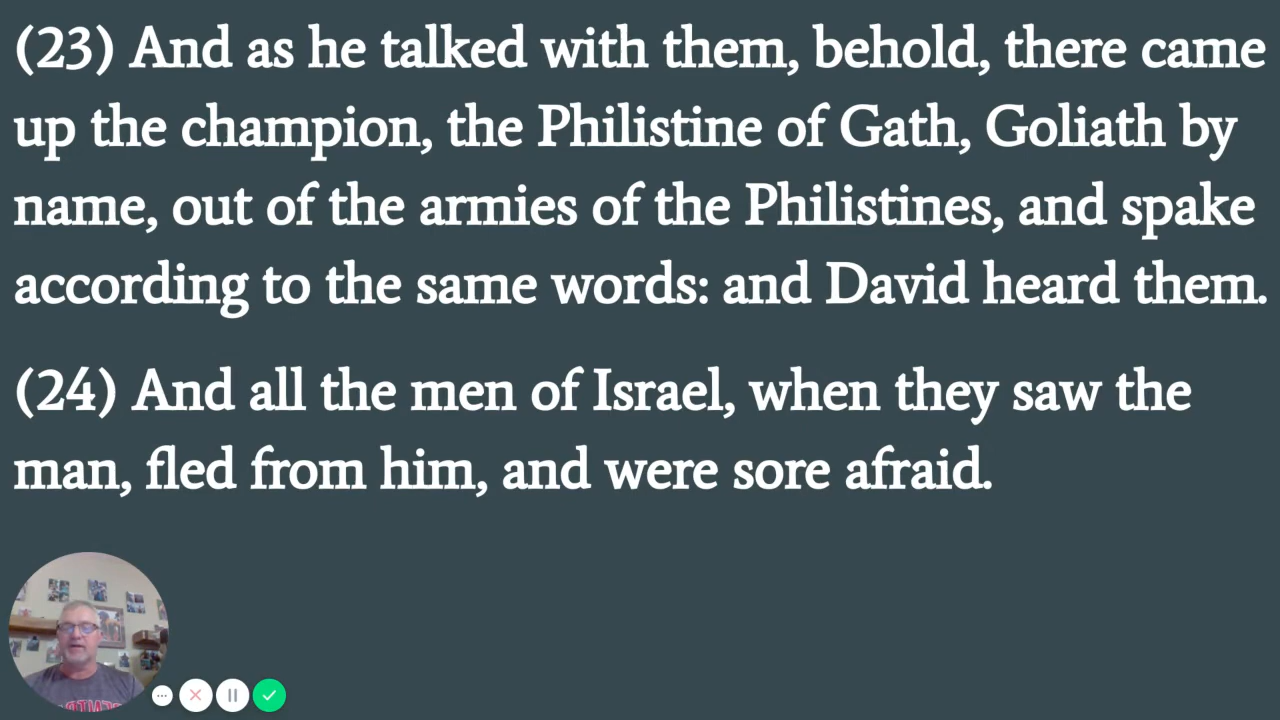 (23) And as he talked with them, behold, there came
up the champion, the Philistine of Gath, Goliath by
name, out of the armies of the Philistines, and spake
according to the same words: and David heard them.
(24) And all the men of Israel, when they saw the
man, fled from him, and were sore afraid.